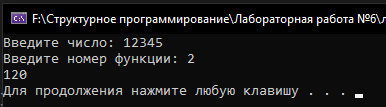 F:\Структурное программирование\Лабораторная работа №6\л
Введите число: 12345
Введите номер функции: 2
120
Для продолжения нажмите любую клавишу . . .